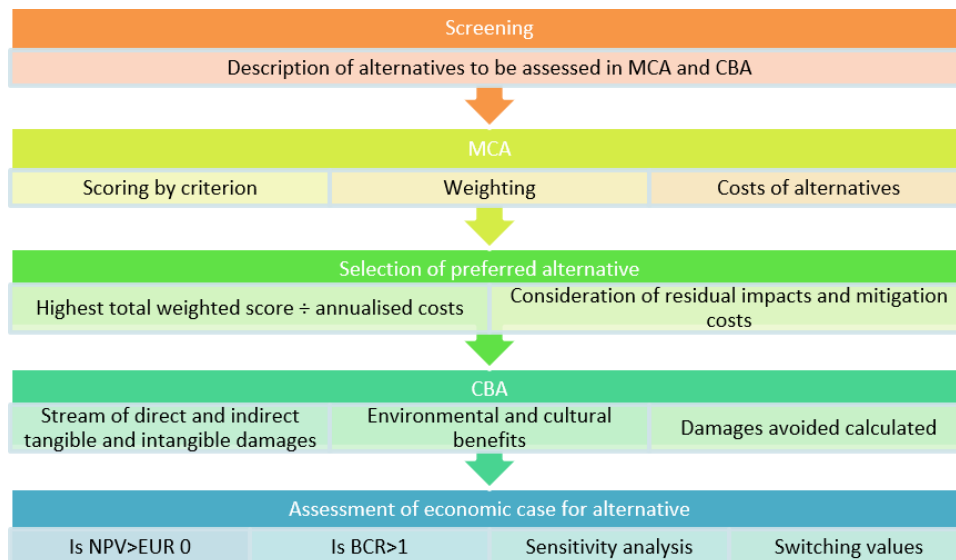 Screening
Description of alternatives to be assessed in MCA and CBA
MCA
Scoring by criterion
Weighting
Costs of alternatives
Selection of preferred alternative
Highest total weighted score ÷ annualised costs
Consideration of residual impacts and mitigation
costs
CBA
Stream of direct and indirect
tangible and intangible damages
Environmental and cultural
benefits
Damages avoided calculated
Assessment of economic case for alternative
Is NPV>EUR 0
Is BCR>1
Sensitivity analysis
Switching values